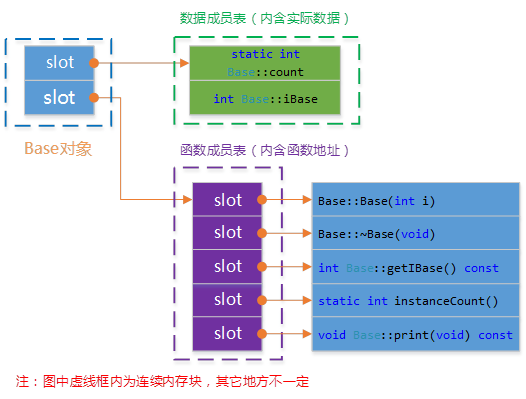 数据成员表（内含实际数据）
slot
slot
Base对象
static int
Base::count
int Base::iBase
函数成员表（内含函数地址）
slot
Base::Base(int i)
slot
Base::~Base(void)
slot
int Base::getIBase() const
slot
static int instanceCount()
slot
void Base::print(void) const
注：图中虚线框内为连续内存块，其它地方不一定